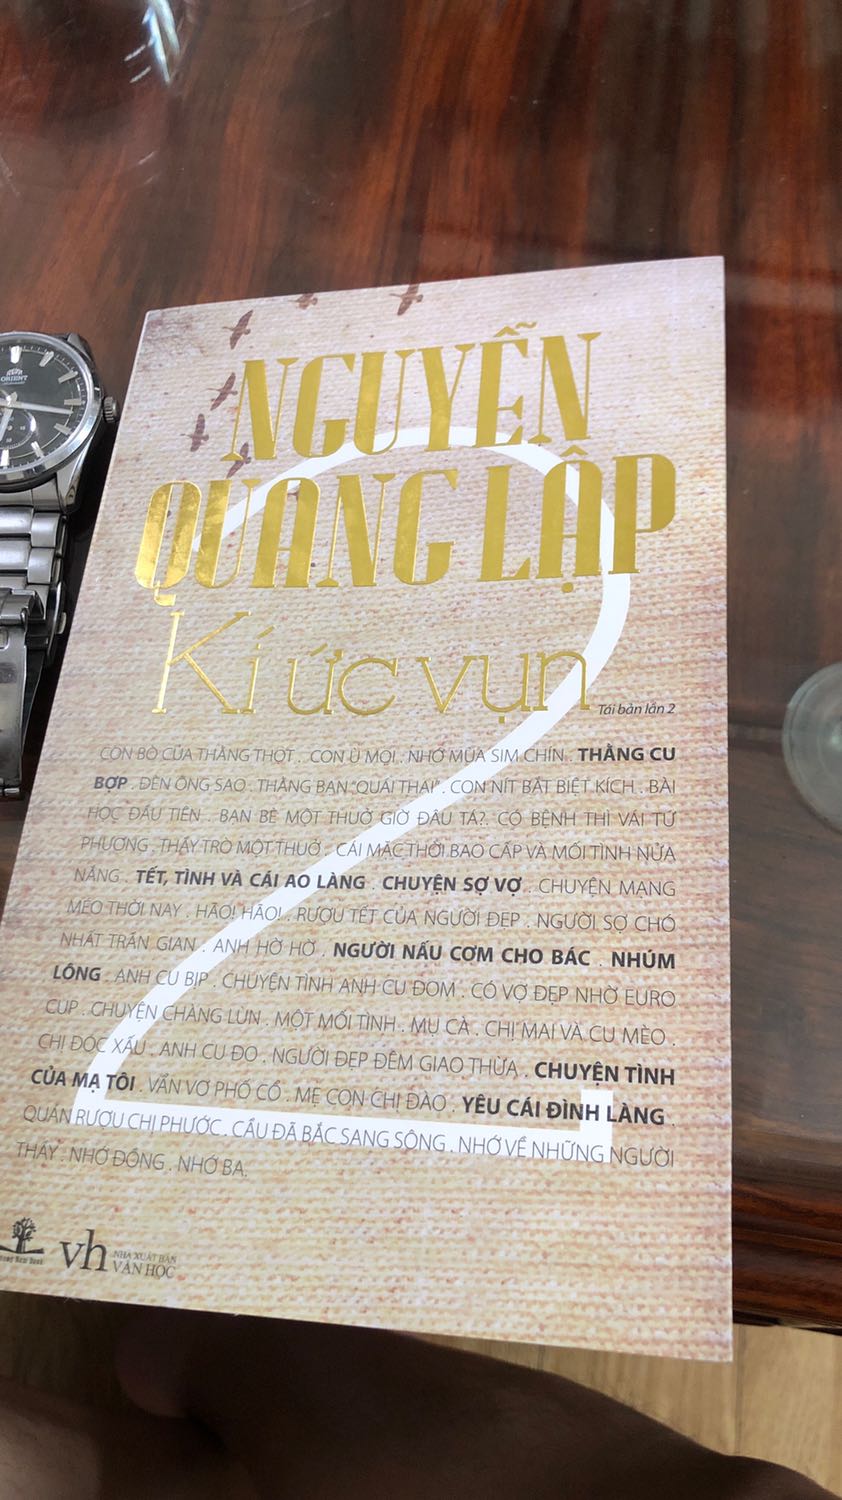 ORIENT
NGUYỄN
QUANG LẬP
Kí ức vụn
2
Tái bản lần 2
CON BÒ CỦA THẰNG THỌT . CON Ù MỌI . NHỚ MÙA SIM CHÍN . THẰNG CU
BỢP . ĐÈN ÔNG SAO . THẰNG BẠN "QUÁI THAI" . CON NÍT BẮT BIỆT KÍCH . BÀI
HỌC ĐẦU TIÊN . BẠN BÈ MỘT THUỞ GIỜ ĐÂU TÁ?. CÓ BỆNH THÌ VÁI TỨ
PHƯƠNG . THẦY TRÒ MỘT THUỞ . CÁI MẶC THỜI BAO CẤP VÀ MỐI TÌNH NỬA
NẮNG . TẾT, TÌNH VÀ CÁI AO LÀNG . CHUYỆN SỢ VỢ . CHUYỆN MẠNG
MẼO THỜI NAY . HÃO! HÃO! . RƯỢU TẾT CỦA NGƯỜI ĐẸP . NGƯỜI SỢ CHÓ
NHẤT TRẦN GIAN . ANH HỜ HỜ . NGƯỜI NẤU CƠM CHO BÁC . NHÚM
LÔNG . ANH CU BỊP . CHUYỆN TÌNH ANH CU ĐOM . CÓ VỢ ĐẸP NHỜ EURO
CUP . CHUYỆN CHÀNG LÙN . MỘT MỐI TÌNH . MỤ CÀ . CHỊ MAI VÀ CU MÈO .
CHỊ ĐÓC XẤU . ANH CU ĐO . NGƯỜI ĐẸP ĐÊM GIAO THỪA . CHUYỆN TÌNH
CỦA MẠ TÔI . VẨN VƠ PHỐ CỔ . MẸ CON CHỊ ĐÀO . YÊU CÁI ĐÌNH LÀNG .
QUÁN RƯỢU CHỊ PHƯỚC . CẦU ĐÃ BẮC SANG SÔNG . NHỚ VỀ NHỮNG NGƯỜI
THẦY . NHỚ ĐỒNG . NHỚ BA.
vh
NHÀ XUẤT BẢN
VĂN HỌC